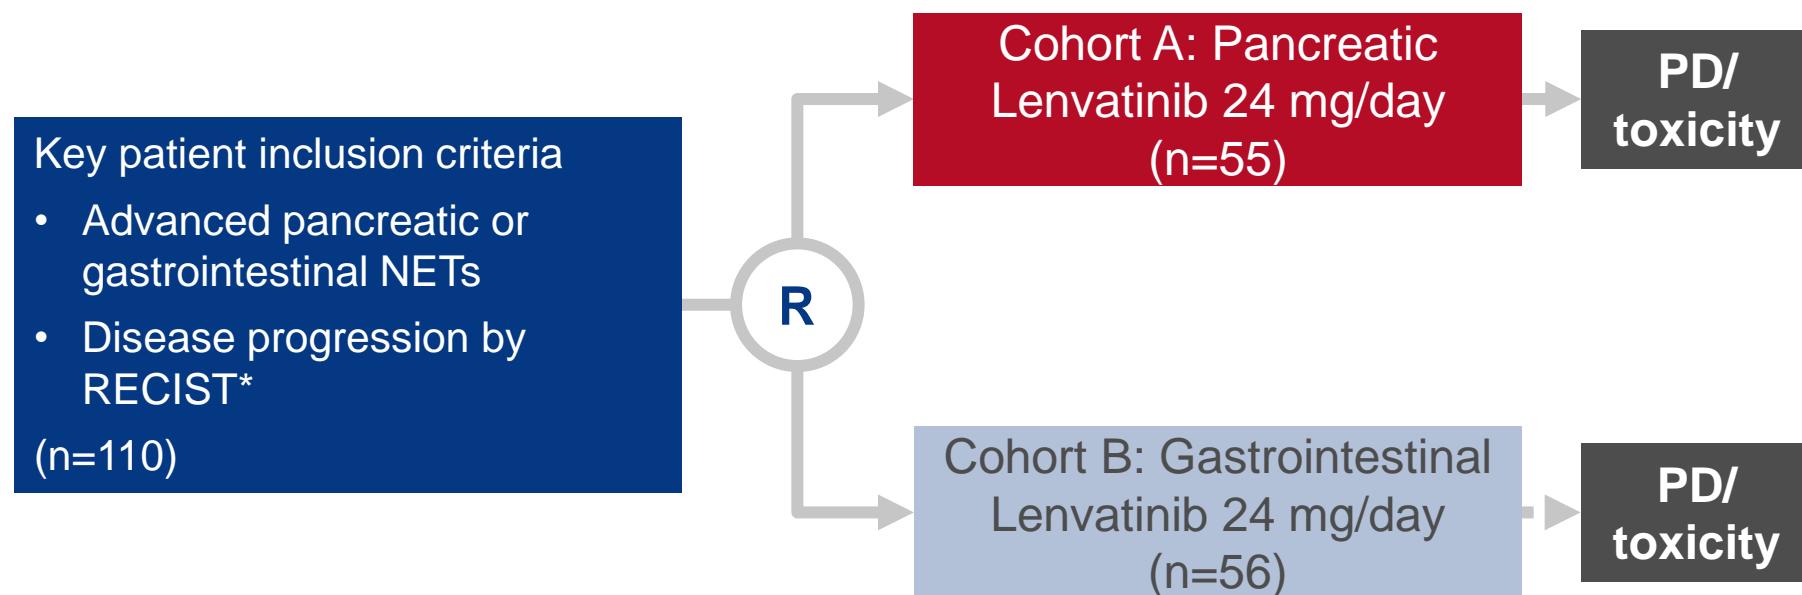 Key patient inclusion criteria
• Advanced pancreatic or
gastrointestinal NETs
• Disease progression by
RECIST*
(n=110)
R
Cohort A: Pancreatic
Lenvatinib 24 mg/day
(n=55)
PD/
toxicity
Cohort B: Gastrointestinal
Lenvatinib 24 mg/day
(n=56)
PD/
toxicity